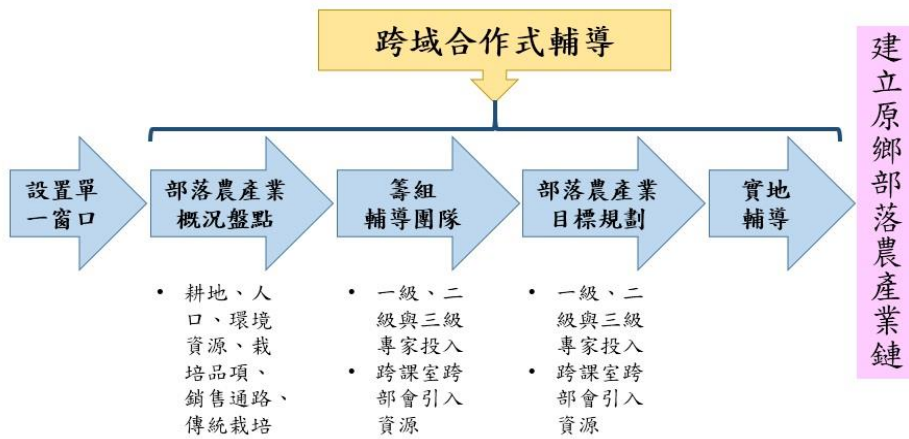 跨域合作式輔導
設置單
一窗口
部落農產業
概況盤點
籌組
輔導團隊
部落農產業
目標規劃
實地
輔導
建立原鄉部落農產業鏈
• 耕地、人
口、環境
資源、栽
培品項、
銷售通路、
傳統栽培
• 一級、二
級與三級
專家投入
• 跨課室跨
部會引入
資源
• 一級、二
級與三級
專家投入
• 跨課室跨
部會引入
資源